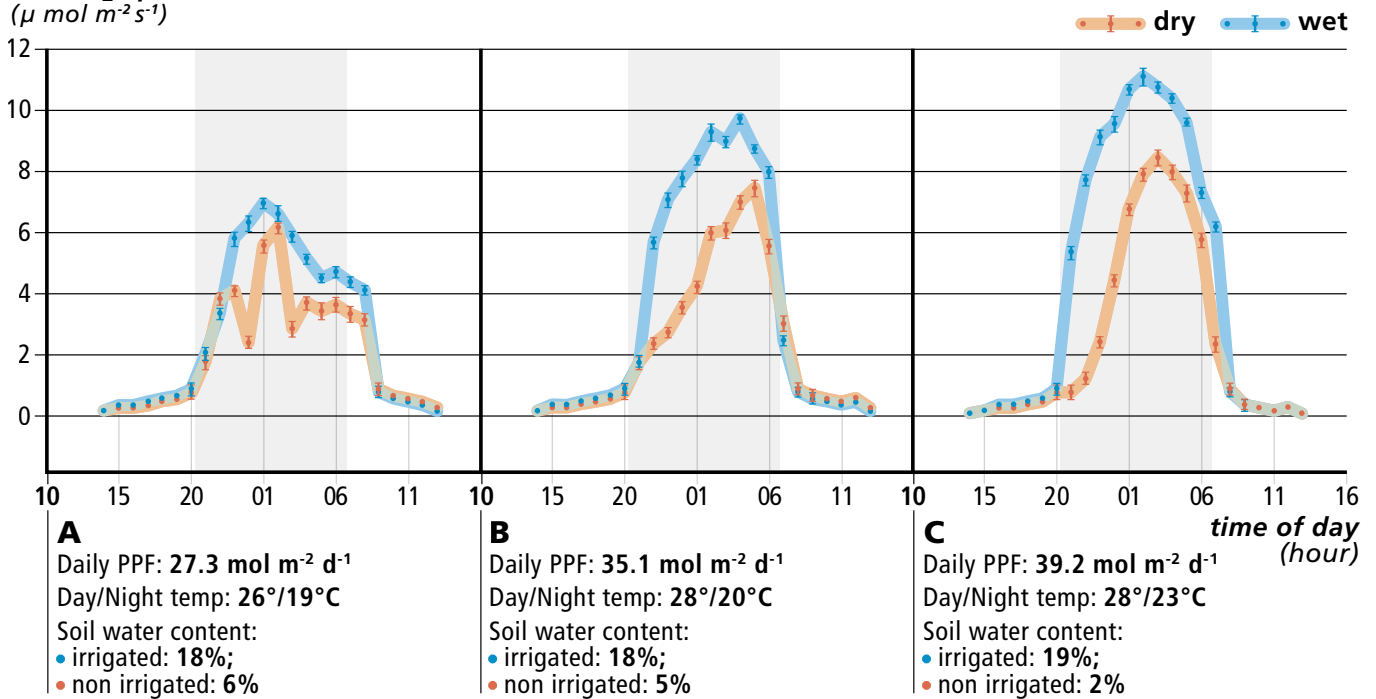 (μ mol m-2 s-1)
dry wet
12
10
8
6
4
2
0
10 15 20 01 06 11 10 15 20 01 06 11 10 15 20 01 06 11 16
time of day
(hour)
A
Daily PPF: 27.3 mol m-2 d-1
Day/Night temp: 26°/19°C
Soil water content:
• irrigated: 18%;
• non irrigated: 6%
B
Daily PPF: 35.1 mol m-2 d-1
Day/Night temp: 28°/20°C
Soil water content:
• irrigated: 18%;
• non irrigated: 5%
C
Daily PPF: 39.2 mol m-2 d-1
Day/Night temp: 28°/23°C
Soil water content:
• irrigated: 19%;
• non irrigated: 2%